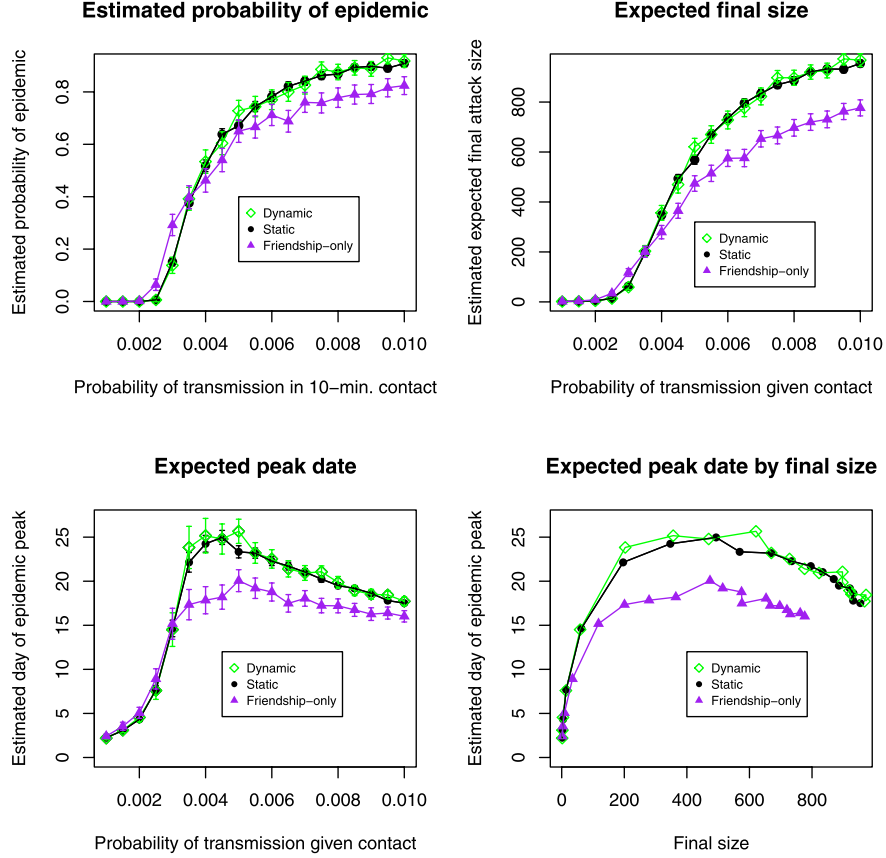 Estimated probability of epidemic
Estimated probability of epidemic
0.0 0.2 0.4 0.6 0.8
Dynamic
Static
Friendship−only
0.002 0.004 0.006 0.008 0.010
Probability of transmission in 10−min. contact
Expected final size
Estimated expected final attack size
0 200 400 600 800
Dynamic
Static
Friendship−only
0.002 0.004 0.006 0.008 0.010
Probability of transmission given contact
Expected peak date
Estimated day of epidemic peak
0 5 10 15 20 25
Dynamic
Static
Friendship−only
0.002 0.004 0.006 0.008 0.010
Probability of transmission given contact
Expected peak date by final size
Estimated day of epidemic peak
0 5 10 15 20 25
Dynamic
Static
Friendship−only
0 200 400 600 800
Final size